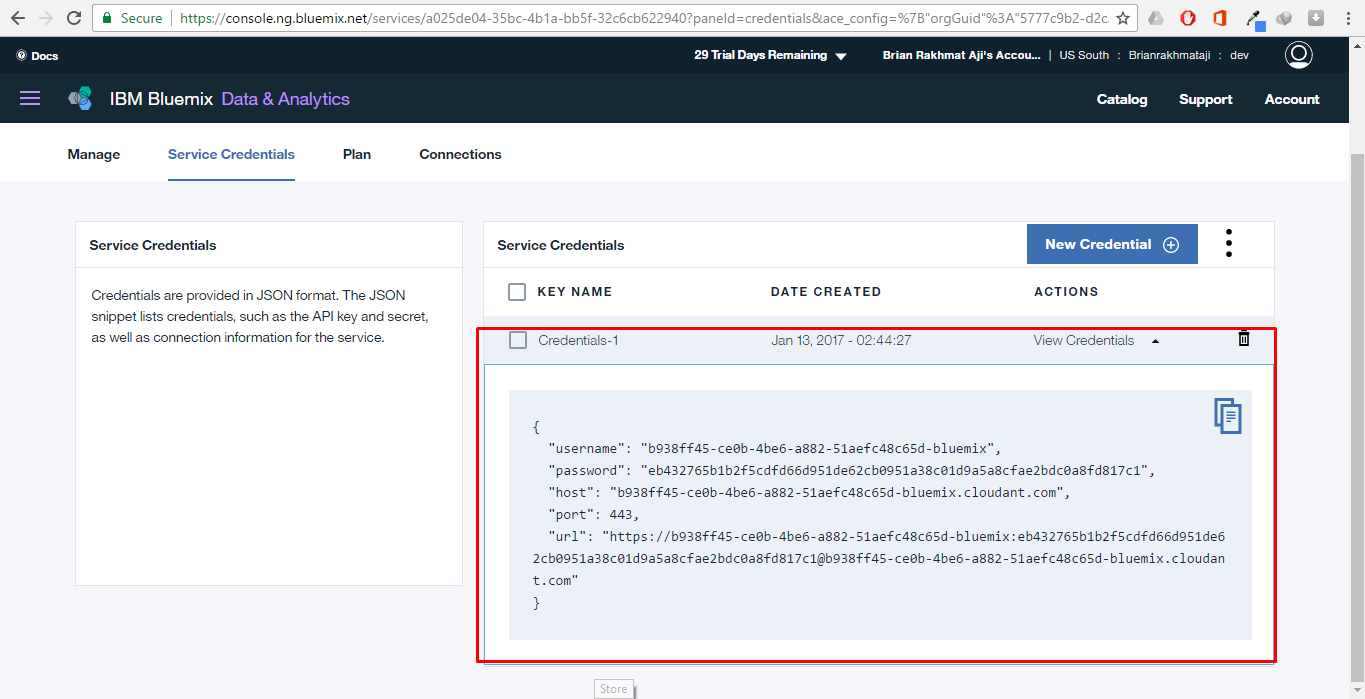 Secure https://console.ng.bluemix.net/services/a025de04-35bc-4b1a-bb5f-32c6cb622940?paneId=credentials&ace_config=%7B"orgGuid"%3A"5777c9b2-d2c
Docs 29 Trial Days Remaining Brian Rakhmat Aji's Accou... | US South : Brianrakhmataji : dev
IBM Bluemix Data & Analytics Catalog Support Account
Manage Service Credentials Plan Connections
Service Credentials
Credentials are provided in JSON format. The JSON
snippet lists credentials, such as the API key and secret,
as well as connection information for the service.
Service Credentials New Credential
KEY NAME DATE CREATED ACTIONS
Credentials-1 Jan 13, 2017 - 02:44:27 View Credentials
{
"username": "b938ff45-ce0b-4be6-a882-51aefc48c65d-bluemix",
"password": "eb432765b1b2f5cdfd66d951de62cb0951a38c01d9a5a8cfae2bdc0a8fd817c1",
"host": "b938ff45-ce0b-4be6-a882-51aefc48c65d-bluemix.cloudant.com",
"port": 443,
"url": "https://b938ff45-ce0b-4be6-a882-51aefc48c65d-bluemix:eb432765b1b2f5cdfd66d951de6
2cb0951a38c01d9a5a8cfae2bdc0a8fd817c1@b938ff45-ce0b-4be6-a882-51aefc48c65d-bluemix.cloudan
t.com"
}
Store